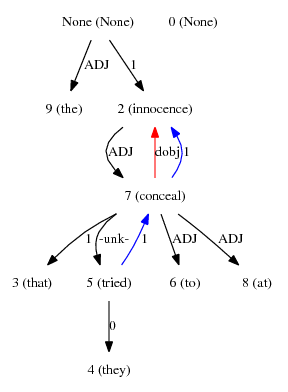 None (None) 0 (None)
ADJ 1
9 (the) 2 (innocence)
ADJ dobj 1
7 (conceal)
1 -unk- 1 ADJ ADJ
3 (that) 5 (tried) 6 (to) 8 (at)
0
4 (they)